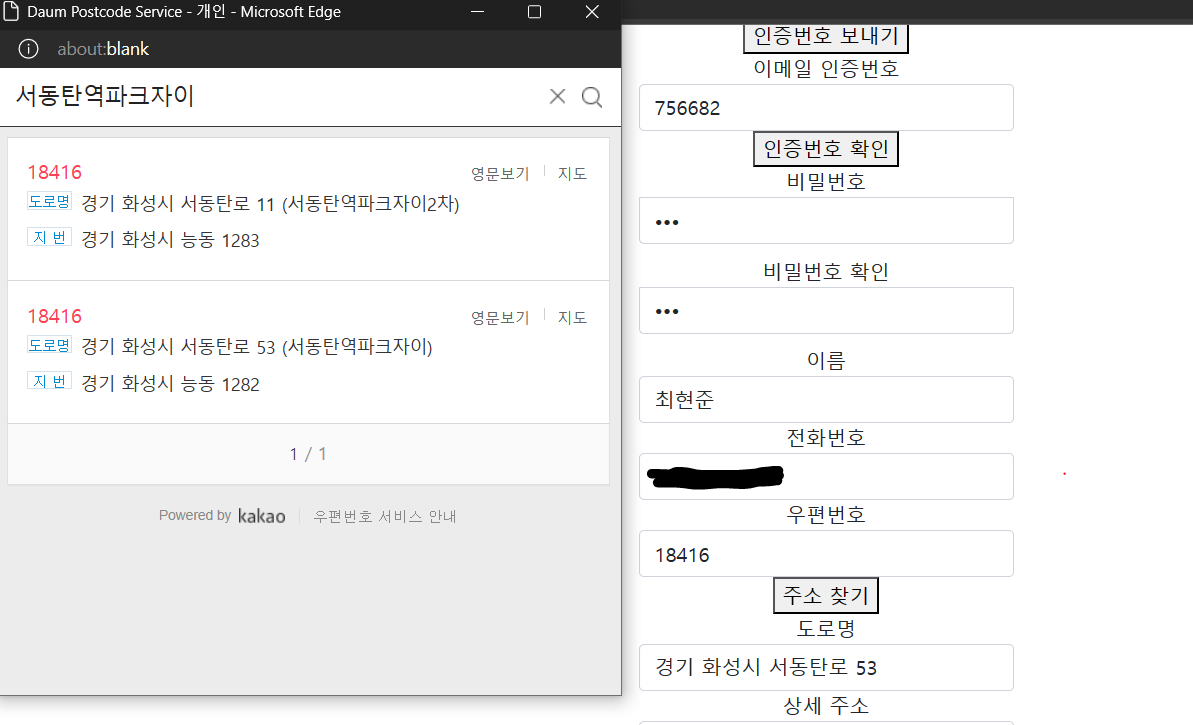 Daum Postcode Service - 개인 - Microsoft Edge
about:blank
서동탄역파크자이
18416
영문보기
지도
도로명 경기 화성시 서동탄로 11 (서동탄역파크자이2차)
지번 경기 화성시 능동 1283
18416
영문보기
지도
도로명 경기 화성시 서동탄로 53 (서동탄역파크자이)
지번 경기 화성시 능동 1282
1 / 1
Powered by kakao
우편번호 서비스 안내
인증번호 보내기
이메일 인증번호
756682
인증번호 확인
비밀번호
•••
비밀번호 확인
•••
이름
최현준
전화번호
우편번호
18416
주소 찾기
도로명
경기 화성시 서동탄로 53
상세 주소